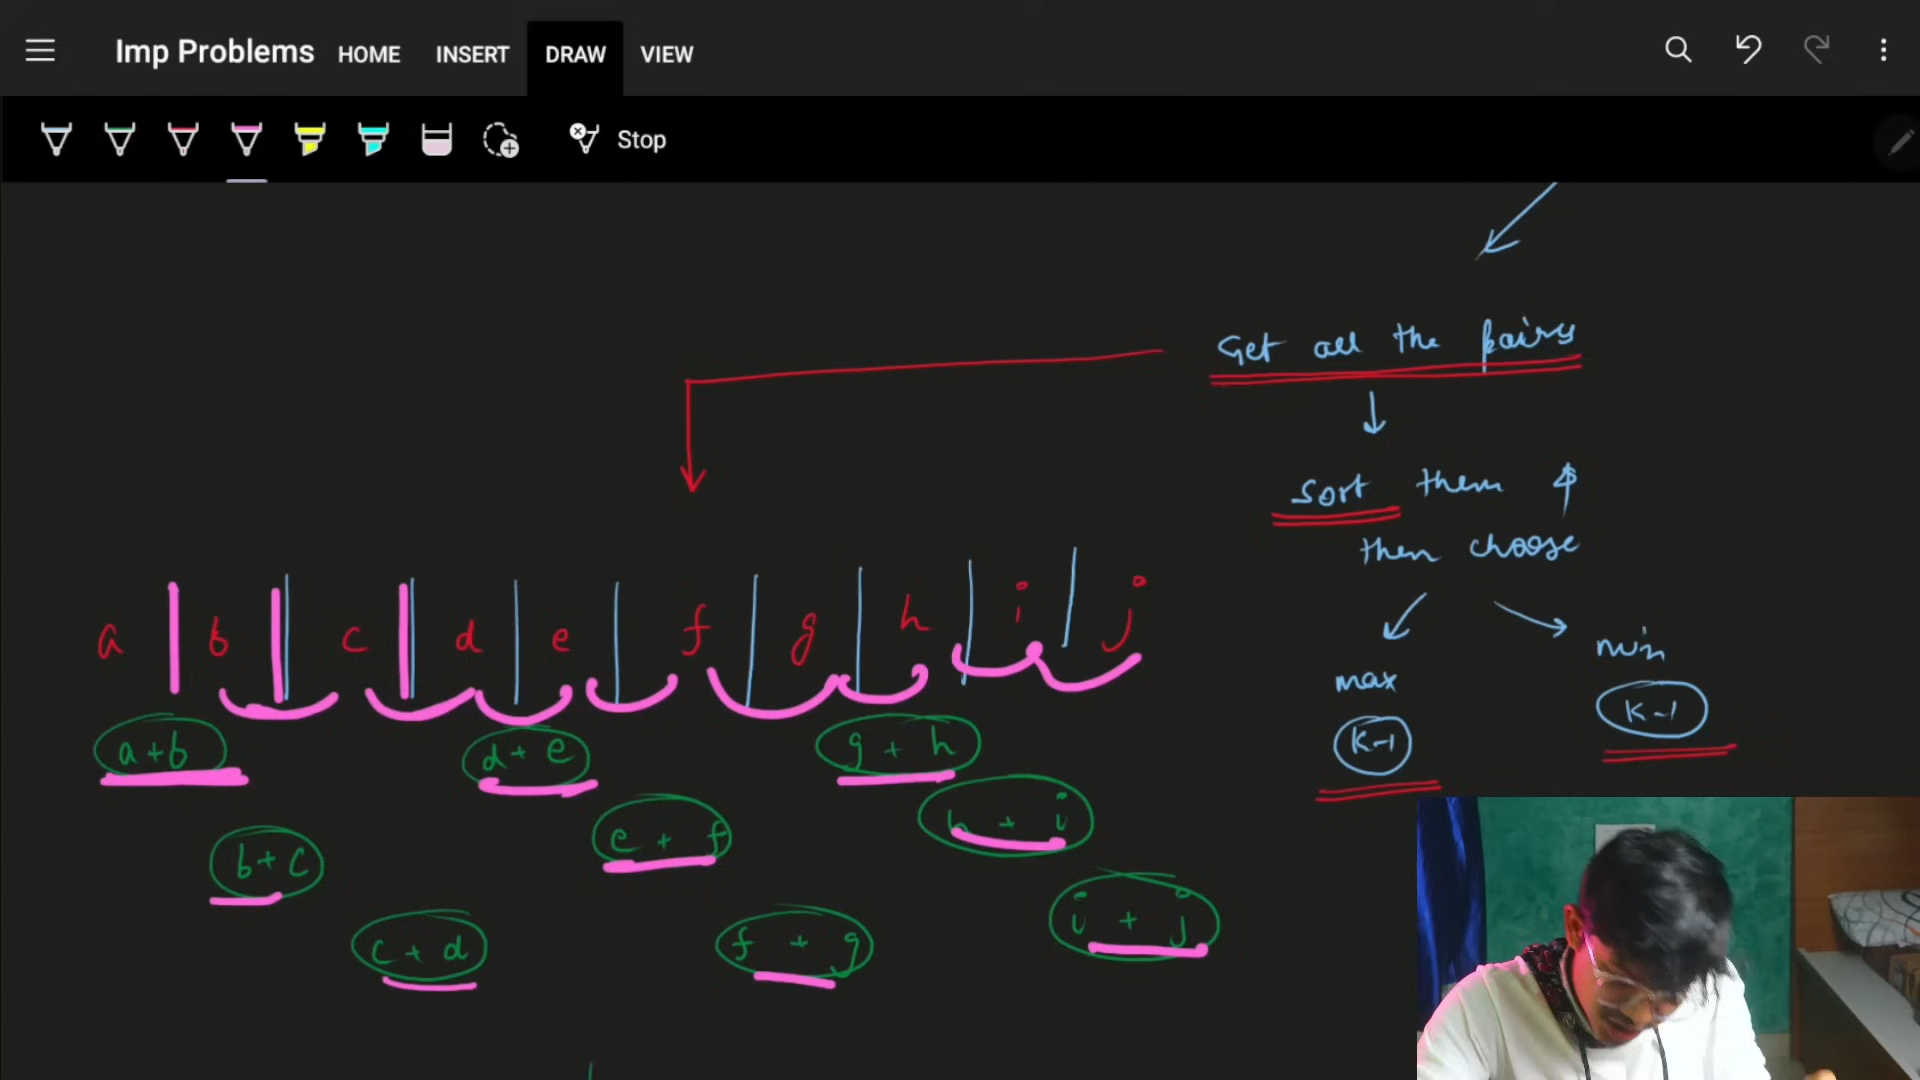 Imp Problems HOME INSERT DRAW VIEW
Stop
Get all the pairs
Sort them &
then choose
max min
K-1 K-1
a b c d e f g h i j
a+b d+e g+h
b+c e+f h+i
c+d f+g i+j